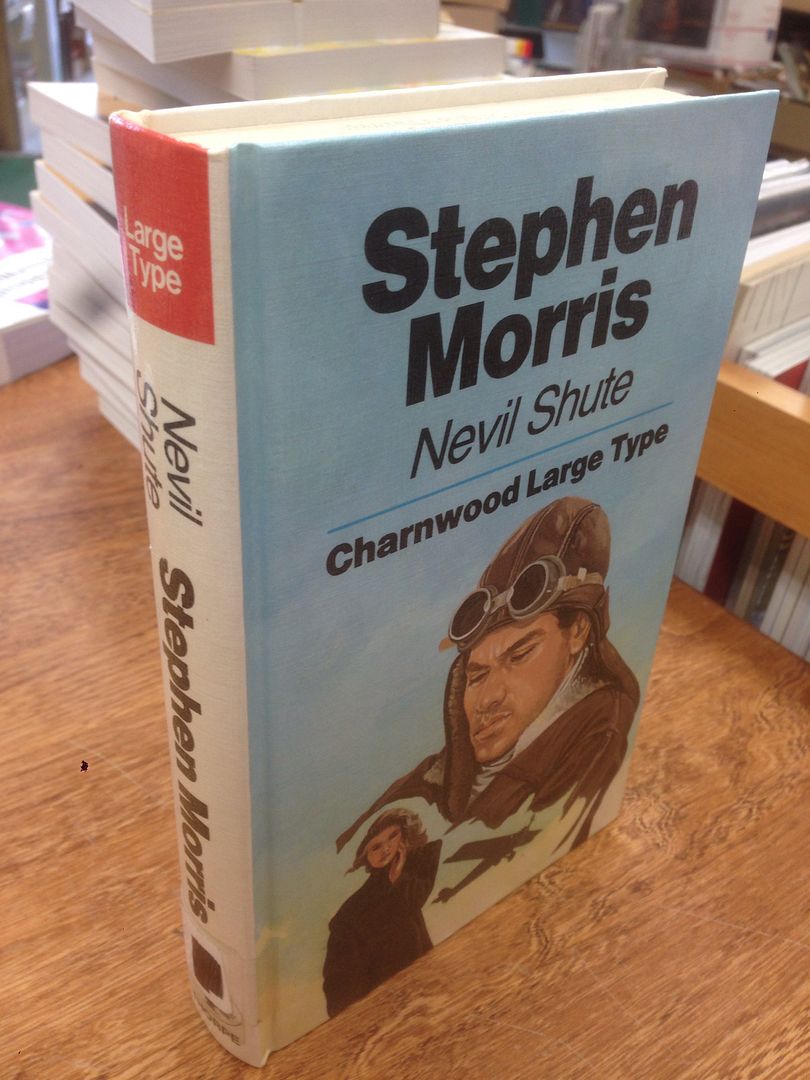 Stephen
Morris
Nevil Shute
Charnwood Large Type
Large
Type
Nevil
Shute
Stephen Morris